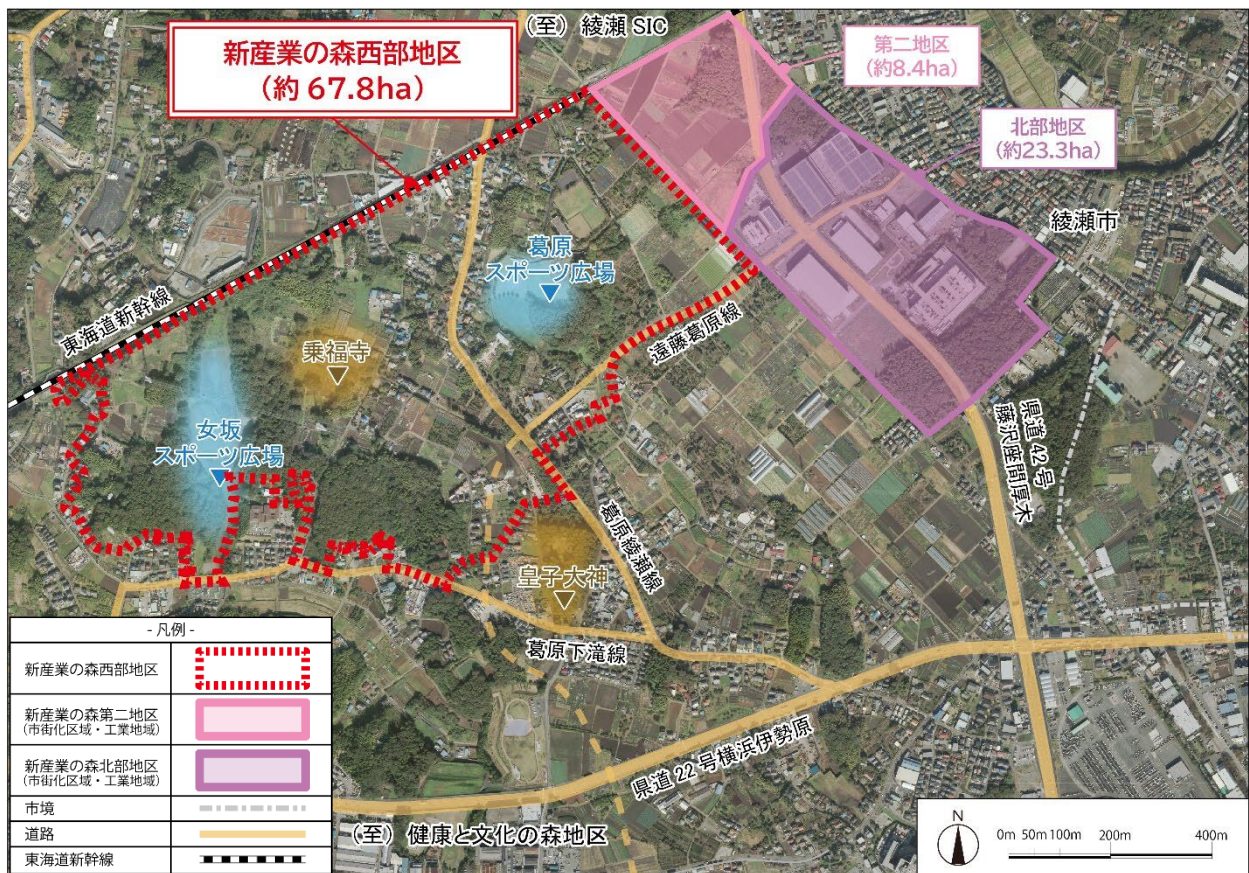 (至) 綾瀬 SIC
新産業の森西部地区
(約 67.8ha)
第二地区
(約8.4ha)
北部地区
(約23.3ha)
綾瀬市
葛原
スポーツ広場
東海道新幹線
乗福寺
遠藤葛原線
女坂
スポーツ広場
県道 42 号
藤沢座間厚木
葛原綾瀬線
皇子大神
葛原下滝線
県道 22 号横浜伊勢原
(至) 健康と文化の森地区
- 凡例 -
新産業の森西部地区
新産業の森第二地区
(市街化区域・工業地域)
新産業の森北部地区
(市街化区域・工業地域)
市境
道路
東海道新幹線
N
0m 50m 100m 200m 400m